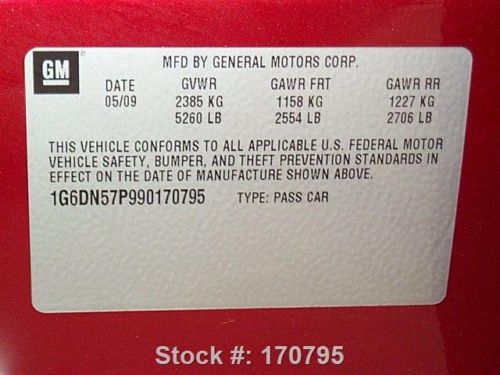 GM
MFD BY GENERAL MOTORS CORP.
DATE GVWR GAWR FRT GAWR RR
05/09 2385 KG 1158 KG 1227 KG
5260 LB 2554 LB 2706 LB
THIS VEHICLE CONFORMS TO ALL APPLICABLE U.S. FEDERAL MOTOR
VEHICLE SAFETY, BUMPER, AND THEFT PREVENTION STANDARDS IN
EFFECT ON THE DATE OF MANUFACTURE SHOWN ABOVE.
1G6DN57P990170795 TYPE: PASS CAR
Stock #: 170795